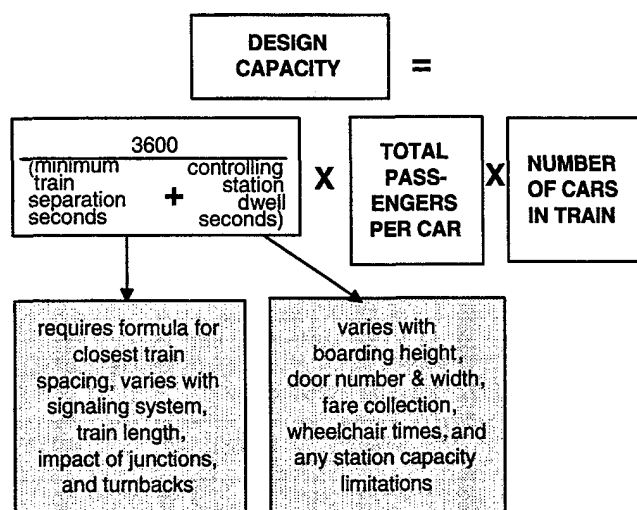 DESIGN
CAPACITY
=
3600
(minimum
train
separation
seconds
+
controlling
station
dwell
seconds)
X
TOTAL
PASS-
ENGERS
PER CAR
X
NUMBER
OF CARS
IN TRAIN
requires formula for
closest train
spacing, varies with
signaling system,
train length,
impact of junctions,
and turnbacks
varies with
boarding height,
door number & width,
fare collection,
wheelchair times, and
any station capacity
limitations